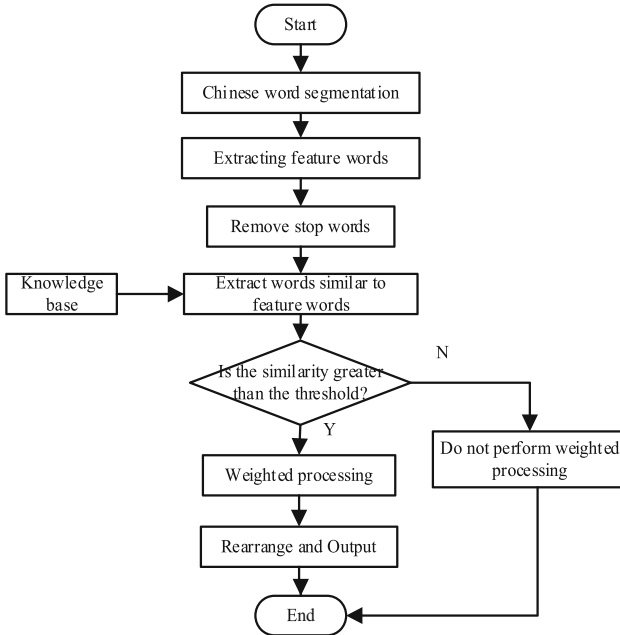 Start
Chinese word segmentation
Extracting feature words
Remove stop words
Knowledge
base
Extract words similar to
feature words
N
Is the similarity greater
than the threshold?
Y
Do not perform weighted
processing
Weighted processing
Rearrange and Output
End